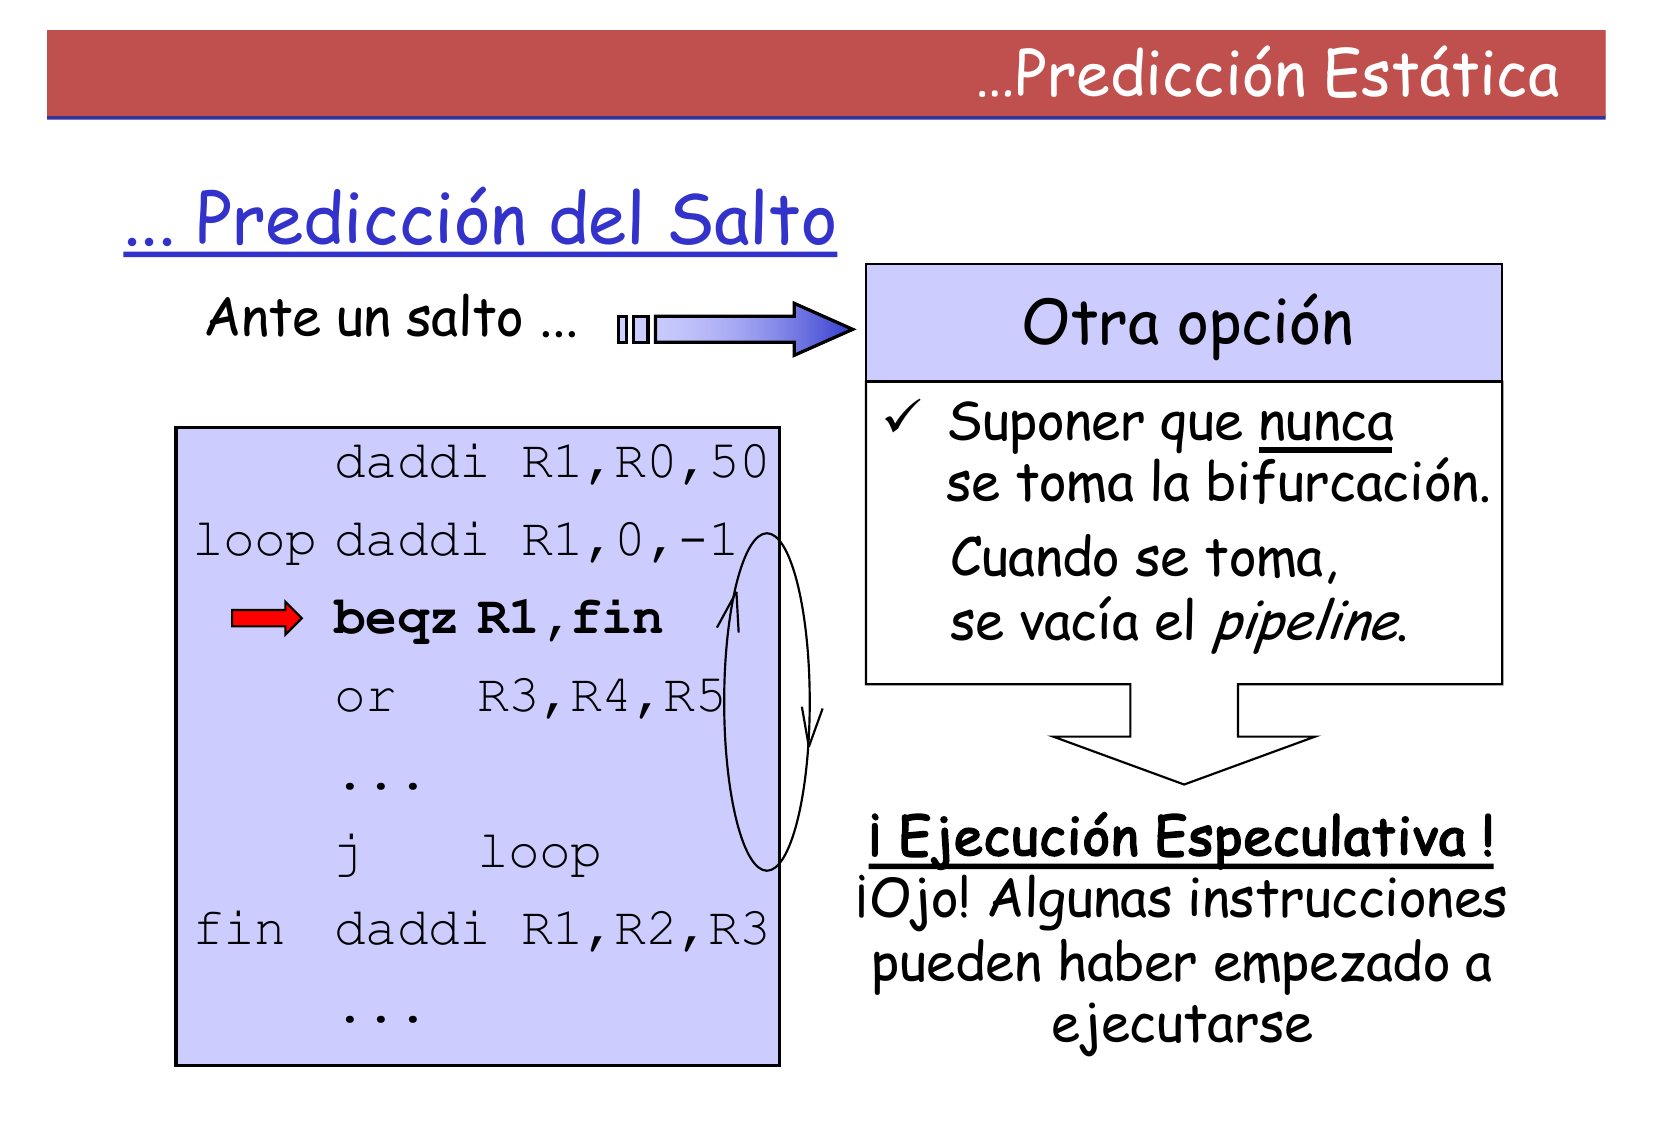 ...Predicción Estática
... Predicción del Salto
Ante un salto ...
daddi R1,R0,50
loop daddi R1,0,-1
beqz R1,fin
or R3,R4,R5
...
j loop
fin daddi R1,R2,R3
...
Otra opción
✓ Suponer que nunca
se toma la bifurcación.
Cuando se toma,
se vacía el pipeline.
¡ Ejecución Especulativa !
¡Ojo! Algunas instrucciones
pueden haber empezado a
ejecutarse